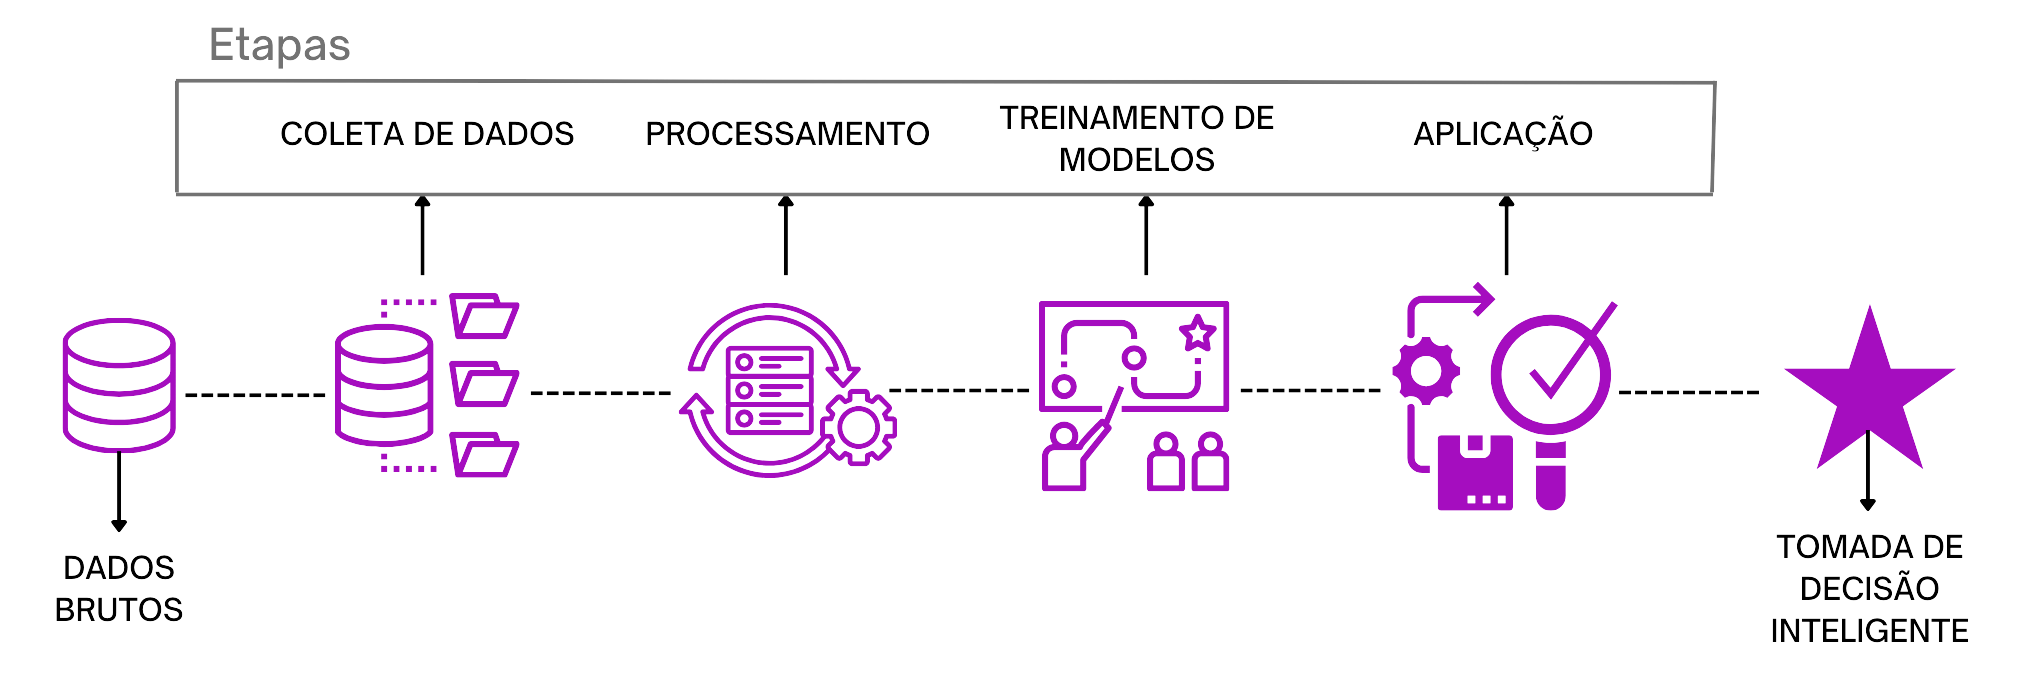 Etapas
COLETA DE DADOS
PROCESSAMENTO
TREINAMENTO DE
MODELOS
APLICAÇÃO
DADOS
BRUTOS
TOMADA DE
DECISÃO
INTELIGENTE